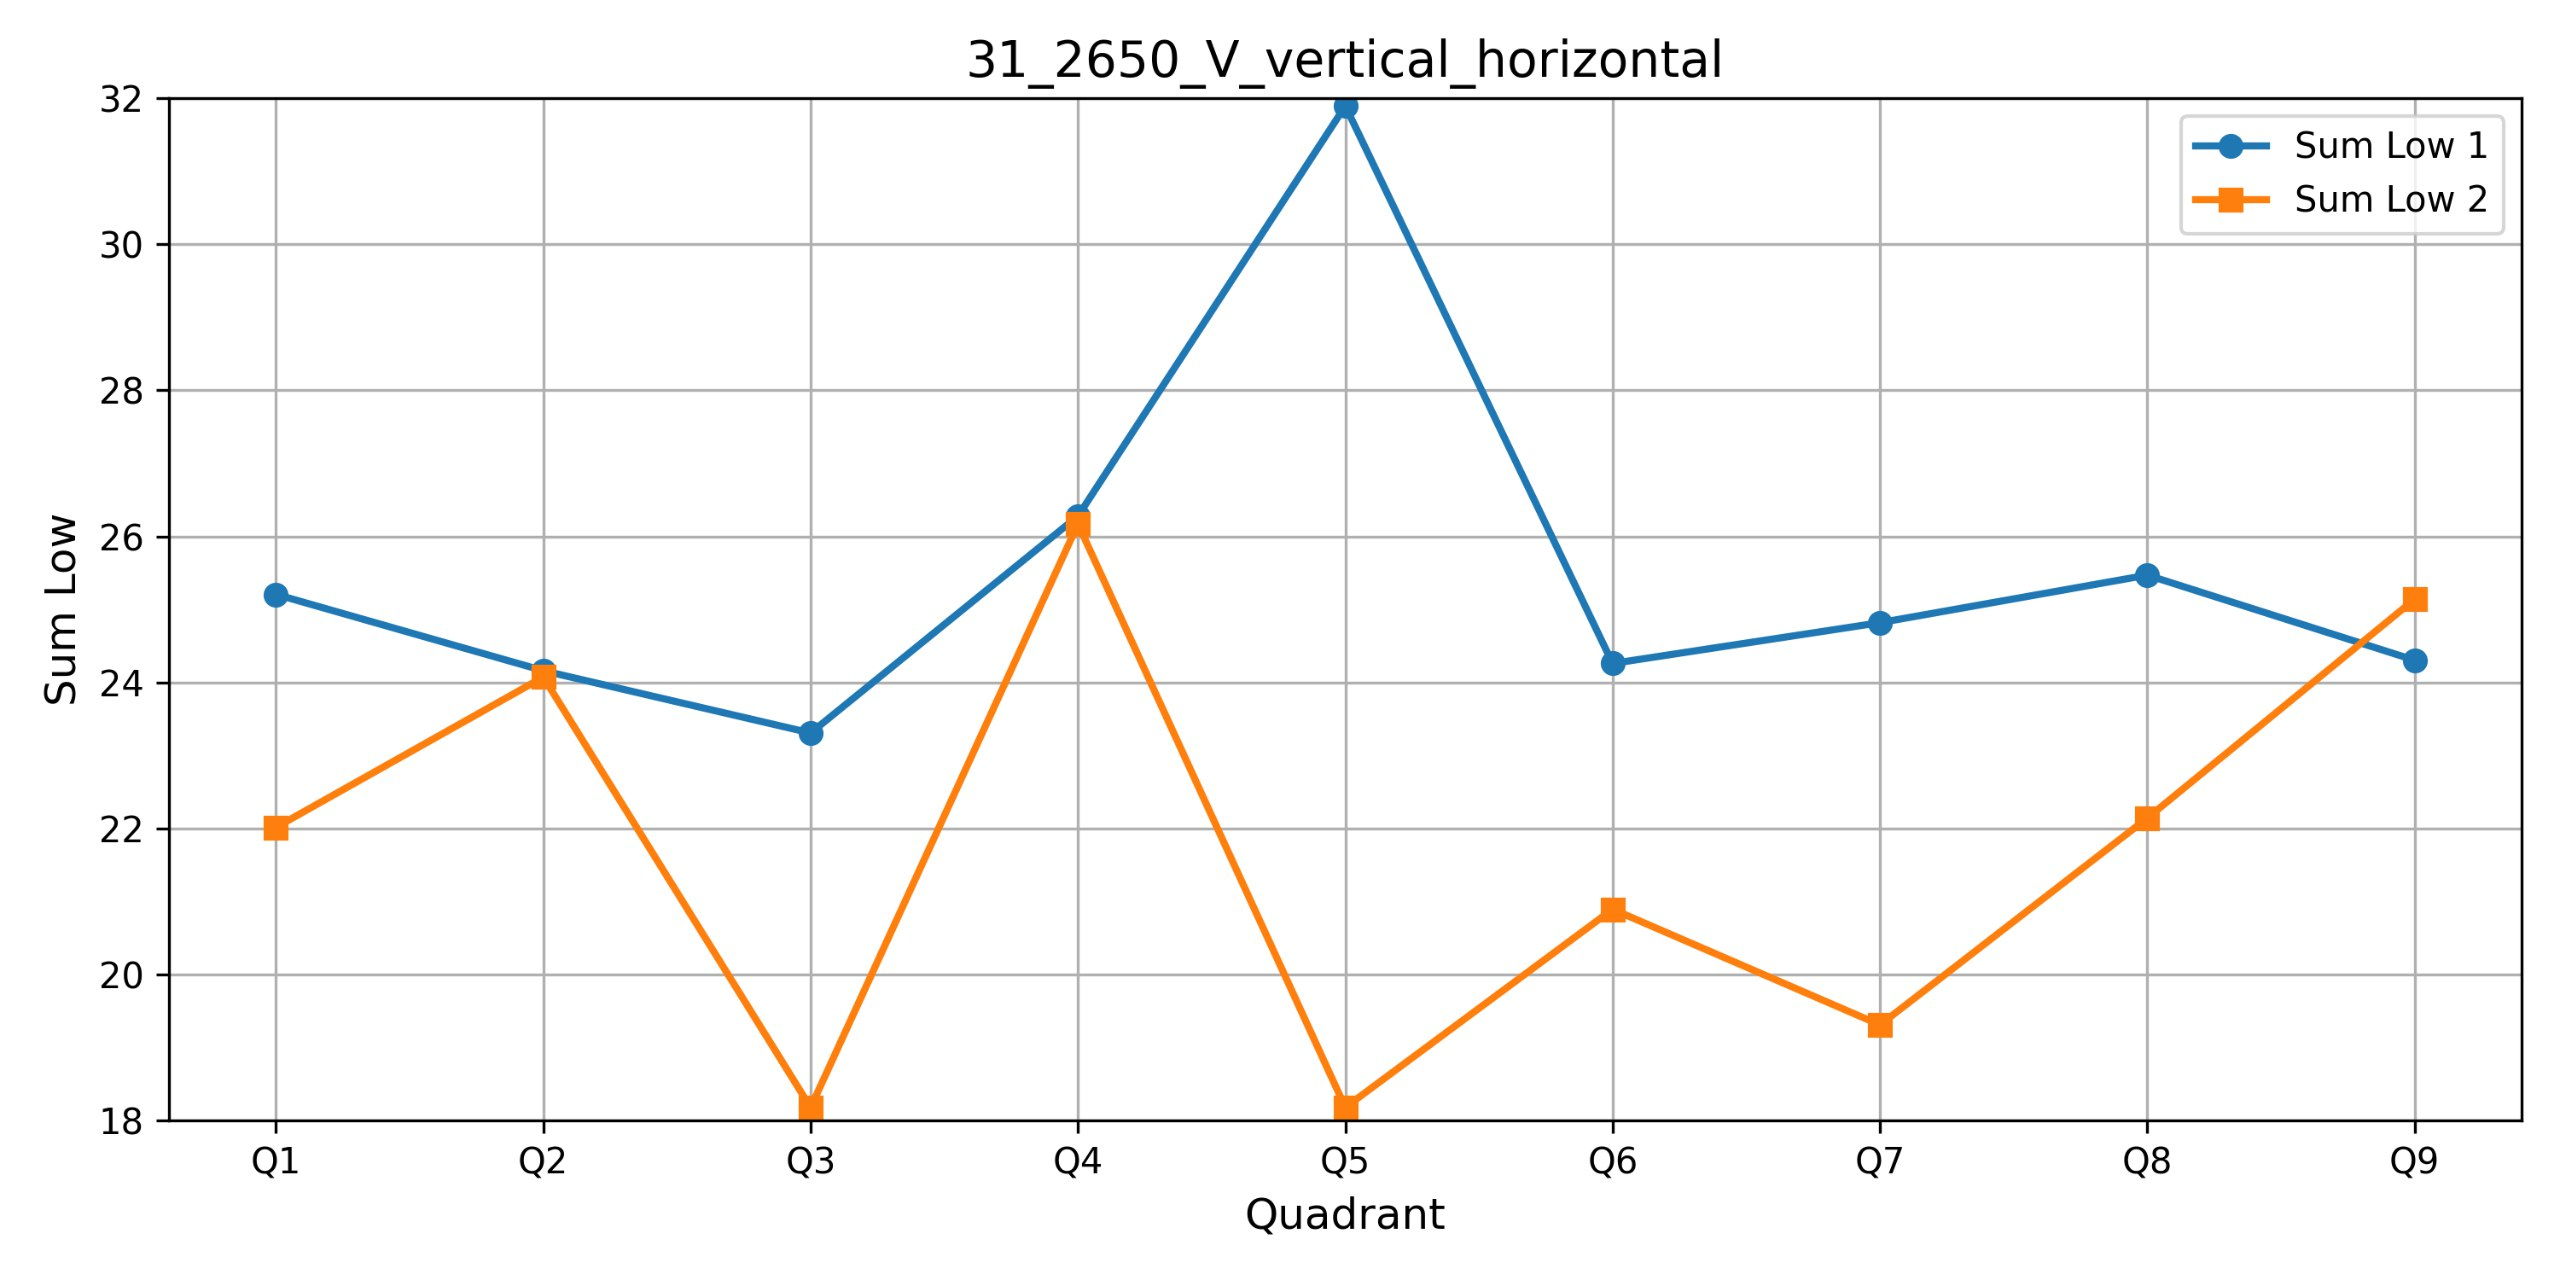 31_2650_V_vertical_horizontal
Sum Low 1
Sum Low 2
32
30
28
26
24
22
20
18
Sum Low
Q1 Q2 Q3 Q4 Q5 Q6 Q7 Q8 Q9
Quadrant